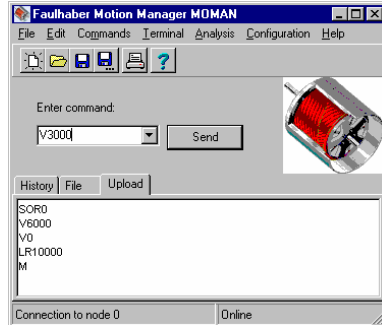 Faulhaber Motion Manager MOMAN
File Edit Commands Terminal Analysis Configuration Help
Enter command:
V3000 Send
History File Upload
SOR0
V6000
V0
LR10000
M
Connection to node 0 Online